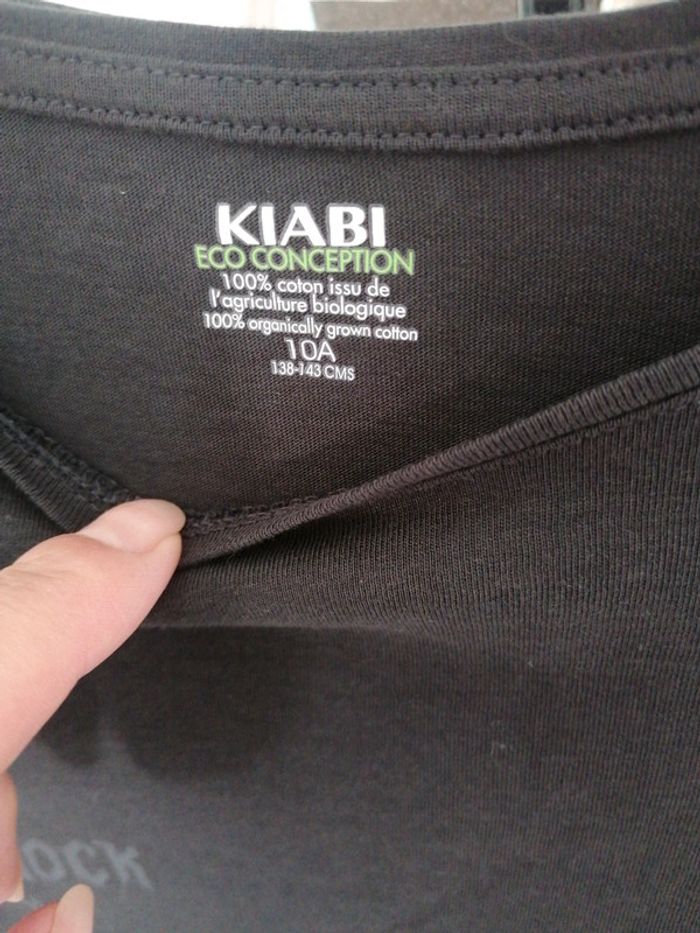 KIABI
ECO CONCEPTION
100% coton issu de
l'agriculture biologique
100% organically grown cotton
10A
138-143 CMS